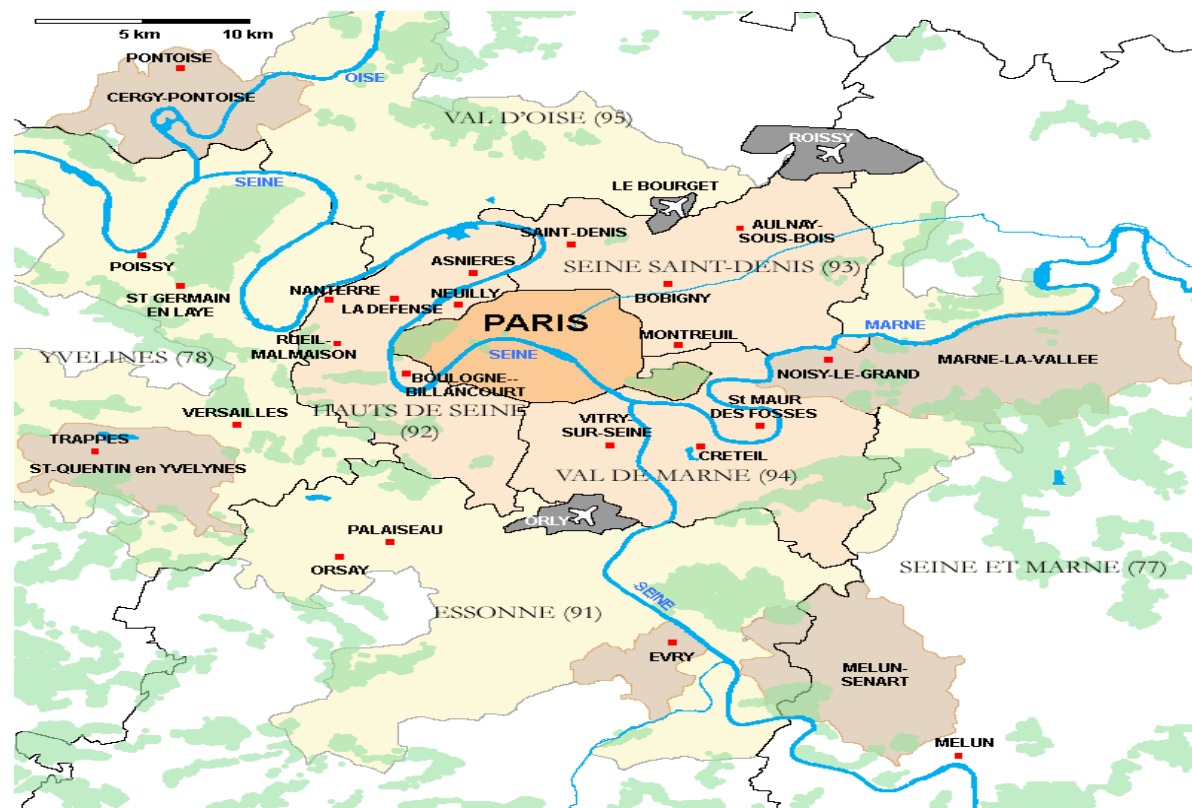 5 km 10 km
PONTOISE
OISE
CERGY-PONTOISE
VAL D'OISE (95)
ROISSY
SEINE
LE BOURGET
SAINT-DENIS
AULNAY-
SOUS-BOIS
POISSY
ASNIERES
SEINE SAINT-DENIS (93)
ST GERMAIN
EN LAYE
NANTERRE
LA DEFENSE
NEUILLY
BOBIGNY
PARIS
MONTREUIL
MARNE
RUEIL-
MALMAISON
SEINE
YVELINES (78)
MARNE-LA-VALLEE
NOISY-LE-GRAND
BOULOGNE--
BILLANCOURT
HAUTS DE SEINE
(92)
VERSAILLES
St MAUR
DES FOSSES
VITRY-
SUR-SEINE
TRAPPES
ST-QUENTIN en YVELYNES
CRETEIL
VAL DE MARNE (94)
ORLY
PALAISEAU
ORSAY
SEINE ET MARNE (77)
SEINE
ESSONNE (91)
EVRY
MELUN-
SENART
MELUN